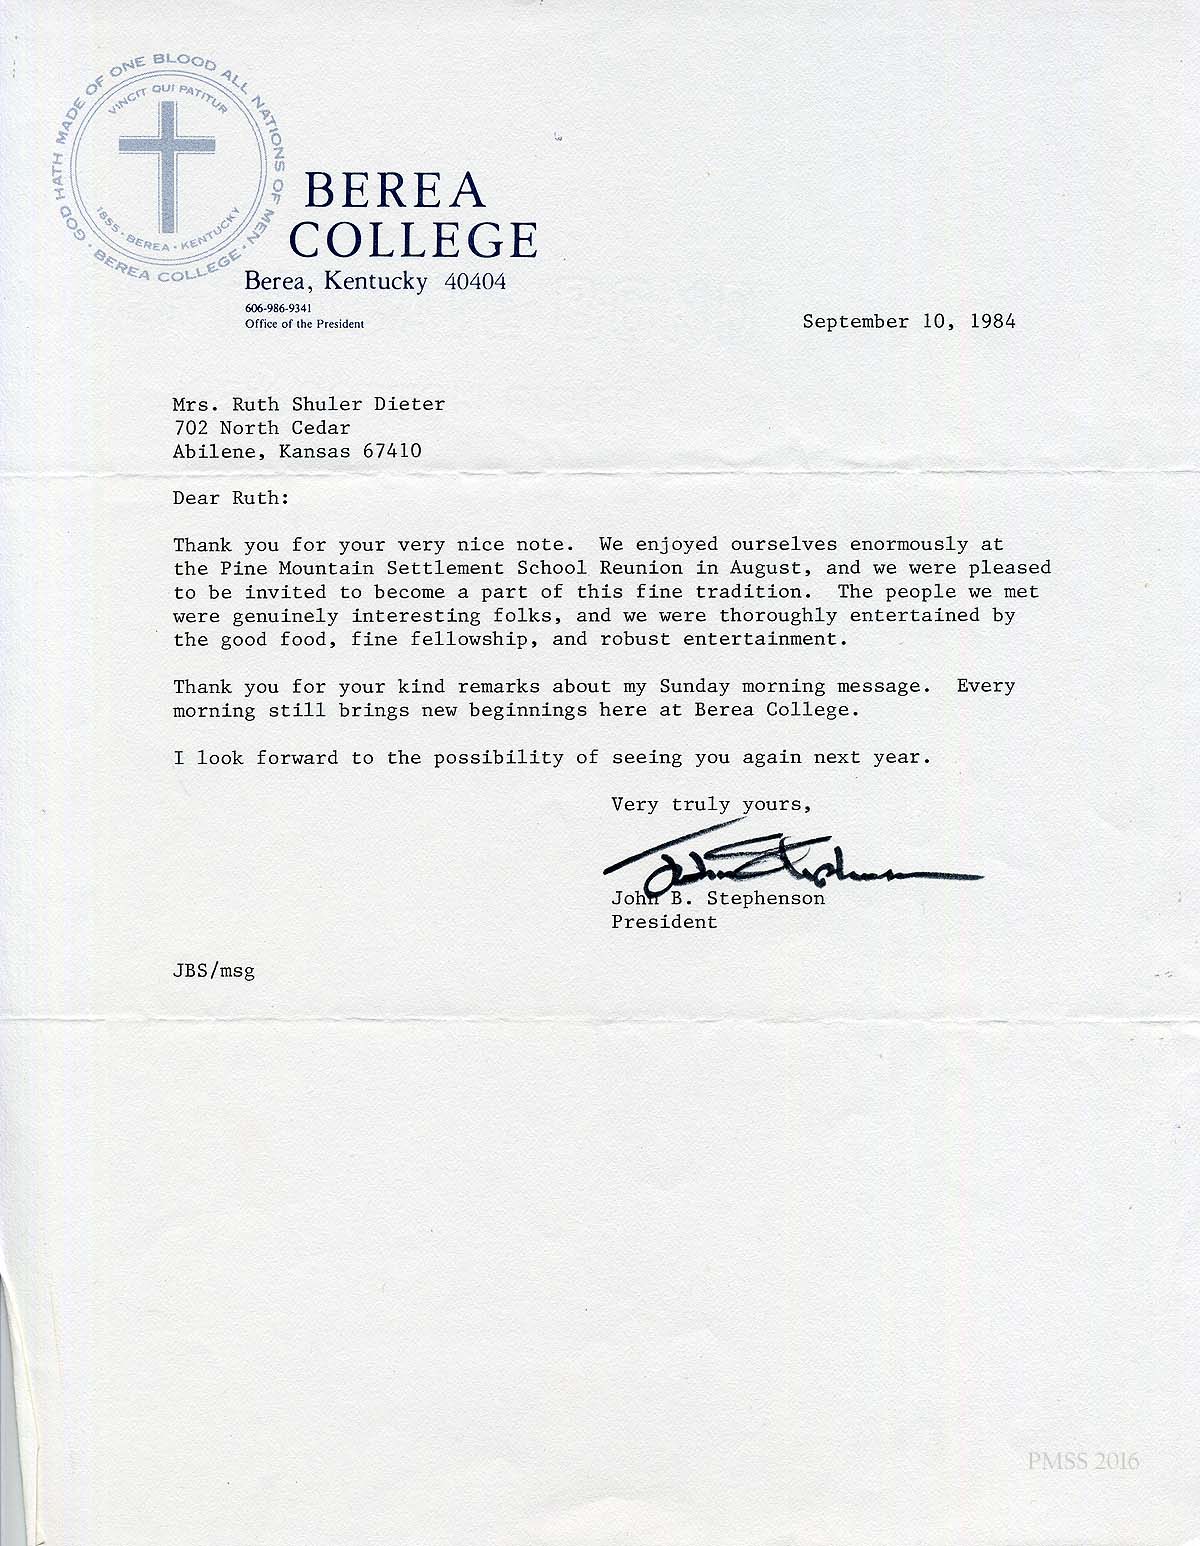 GOD HATH MADE OF ONE BLOOD ALL NATIONS OF MEN
· BEREA COLLEGE ·
VINCIT QUI PATITUR
1855 · BEREA · KENTUCKY
BEREA
COLLEGE
Berea, Kentucky 40404
606-986-9341
Office of the President
September 10, 1984
Mrs. Ruth Shuler Dieter
702 North Cedar
Abilene, Kansas 67410
Dear Ruth:
Thank you for your very nice note. We enjoyed ourselves enormously at
the Pine Mountain Settlement School Reunion in August, and we were pleased
to be invited to become a part of this fine tradition. The people we met
were genuinely interesting folks, and we were thoroughly entertained by
the good food, fine fellowship, and robust entertainment.
Thank you for your kind remarks about my Sunday morning message. Every
morning still brings new beginnings here at Berea College.
I look forward to the possibility of seeing you again next year.
Very truly yours,
John Stephenson
John B. Stephenson
President
JBS/msg
PMSS 2016